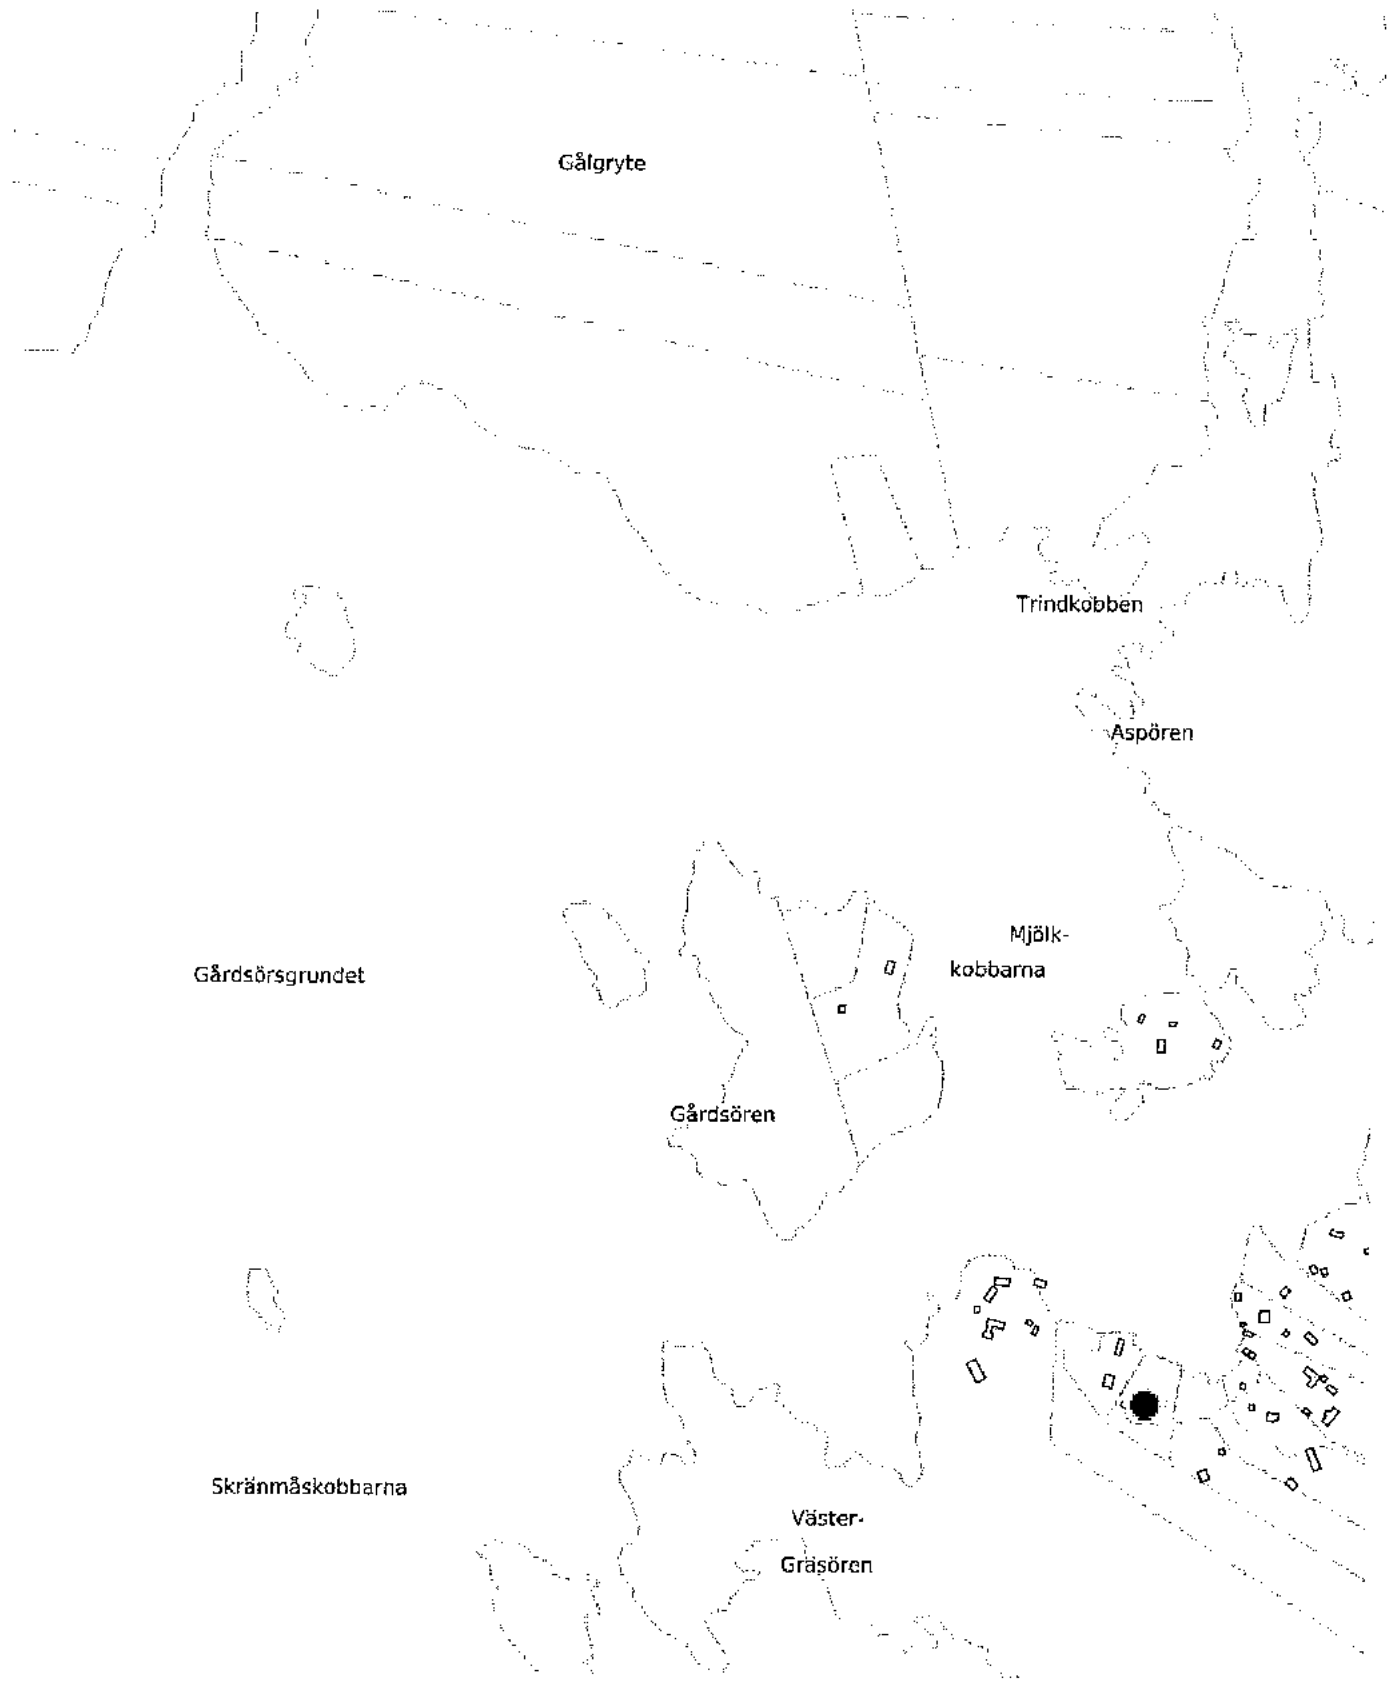 Gålgryte
Trindkobben
Aspören
Mjölk-
kobbarna
Gårdsörsgrundet
Gårdsören
Skränmåskobbarna
Väster-
Gräsören